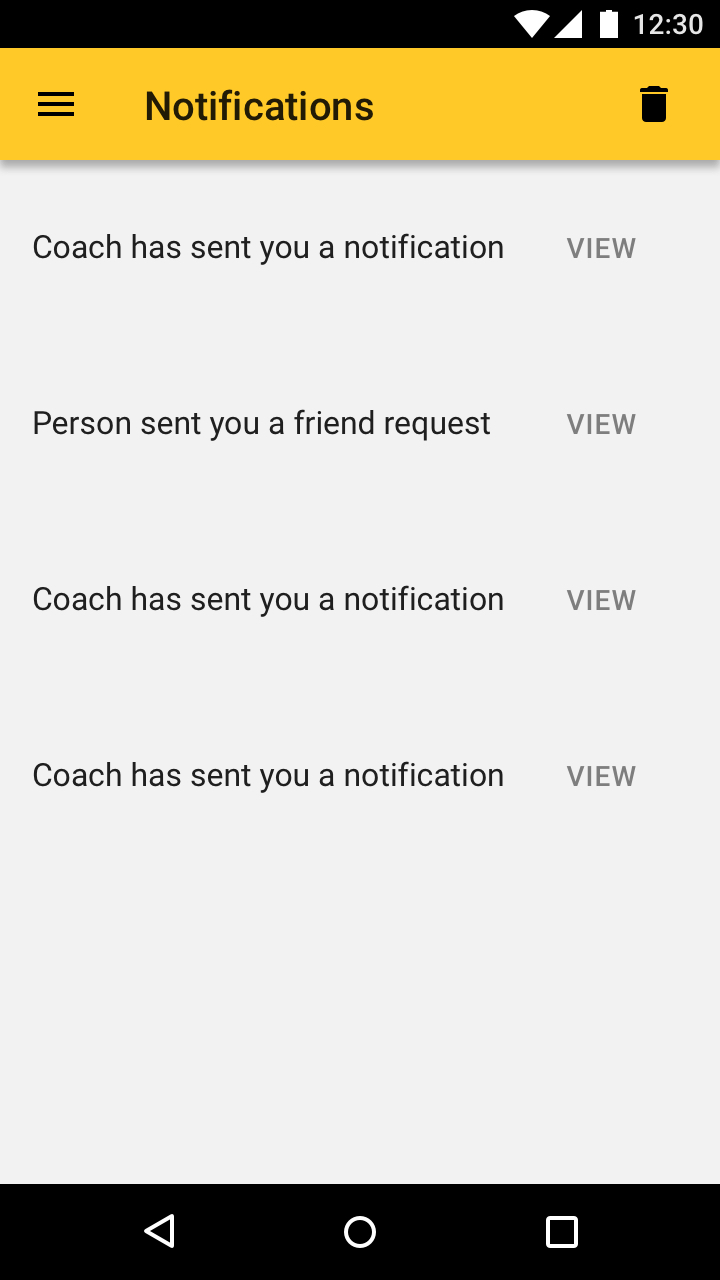 12:30
Notifications
Coach has sent you a notification VIEW
Person sent you a friend request VIEW
Coach has sent you a notification VIEW
Coach has sent you a notification VIEW